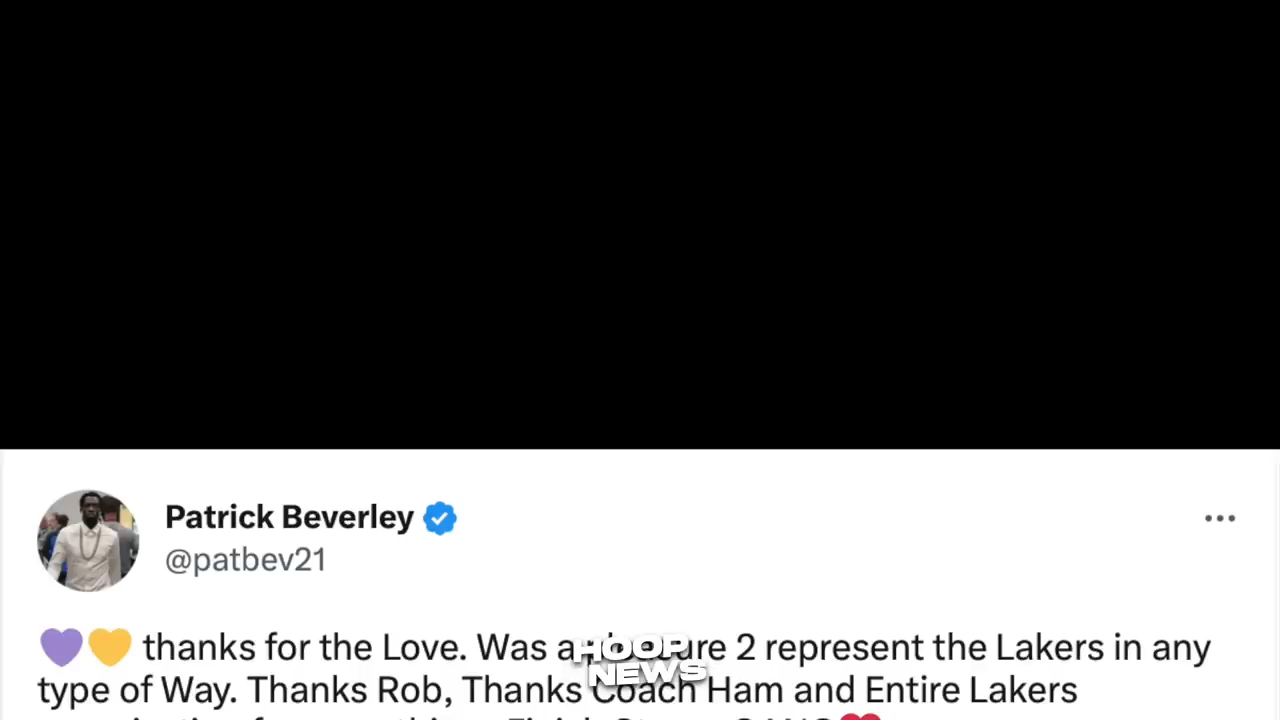 Patrick Beverley
@patbev21
💜💛 thanks for the Love. Was a pleasure 2 represent the Lakers in any
HOOP
NEWS
type of Way. Thanks Rob, Thanks Coach Ham and Entire Lakers